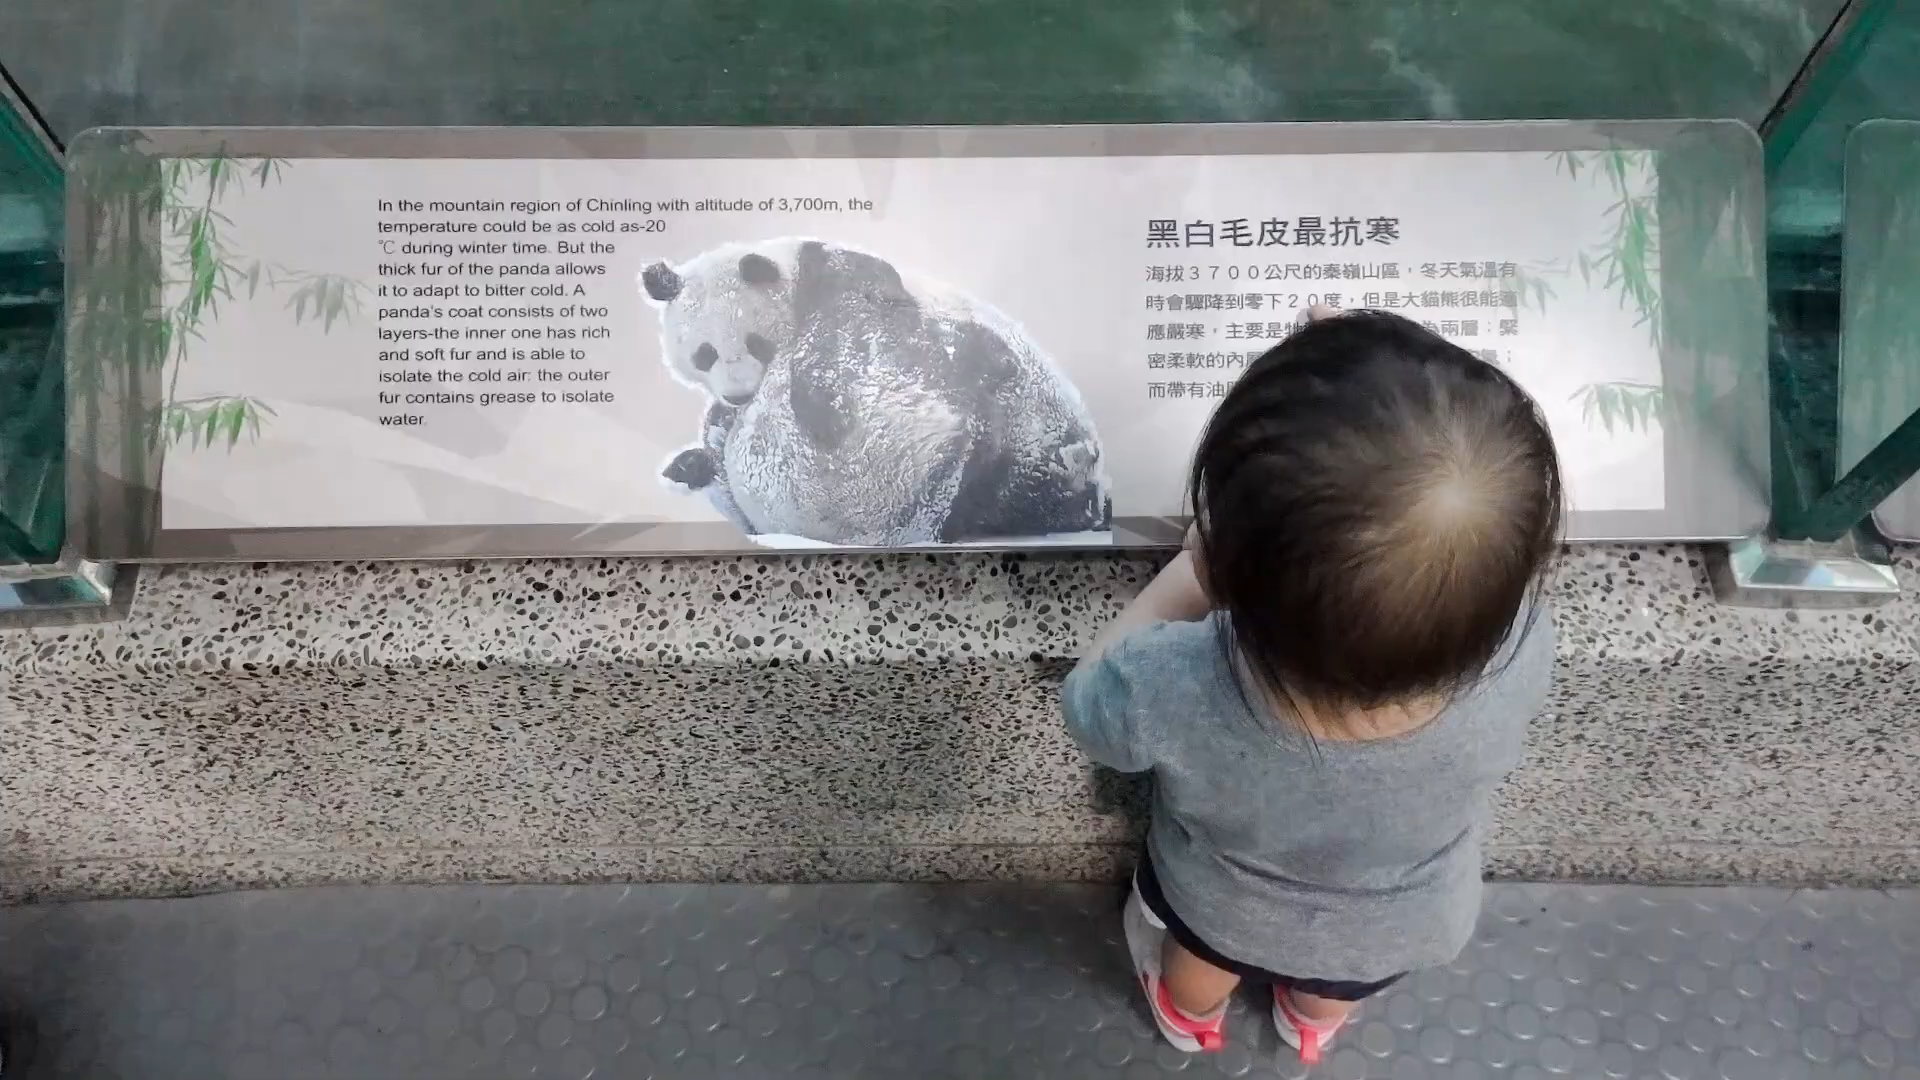 In the mountain region of Chinling with altitude of 3,700m, the
temperature could be as cold as-20
℃ during winter time. But the
thick fur of the panda allows
it to adapt to bitter cold. A
panda's coat consists of two
layers-the inner one has rich
and soft fur and is able to
isolate the cold air: the outer
fur contains grease to isolate
water.
黑白毛皮最抗寒
海拔3700公尺的秦嶺山區，冬天氣溫有
時會驟降到零下20度，但是大貓熊很能適
應嚴寒，主要是牠 為兩層：緊
密柔軟的內層
而帶有油